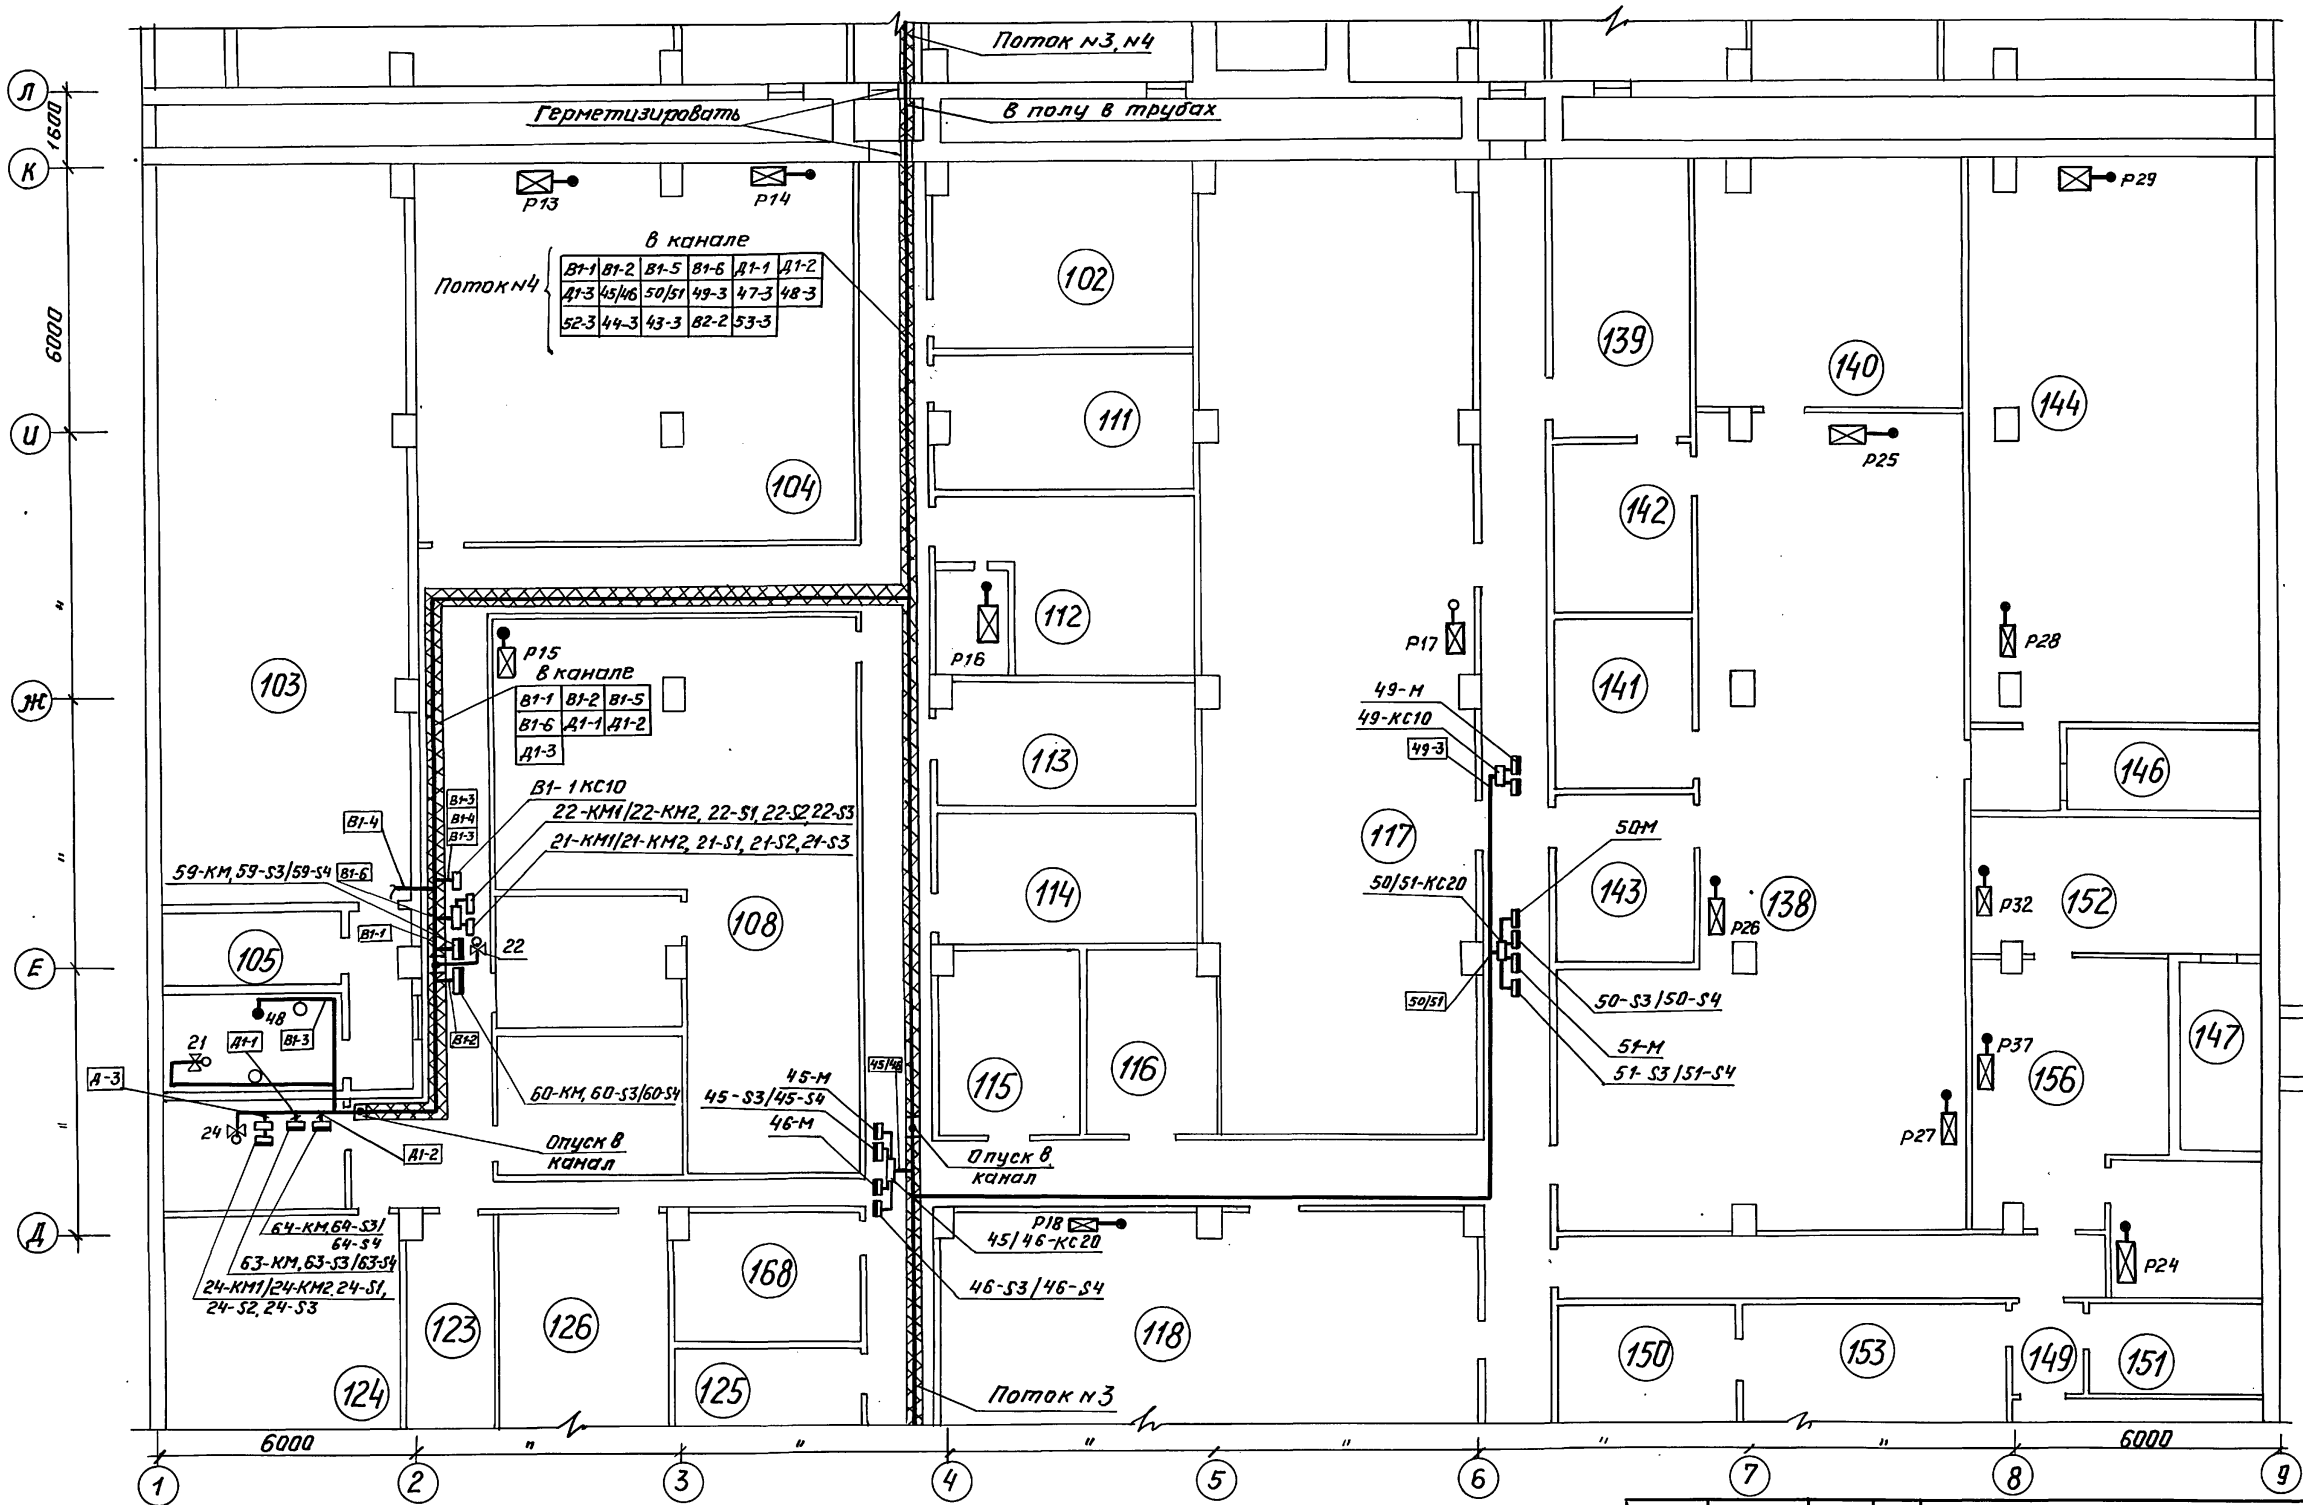 Поток №3, №4
Л
1600
Герметизировать
В полу в трубах
К
Р13
Р14
Р29
В канале
Поток №4
В1-1 В1-2 В1-5 В1-6 Д1-1 Д1-2
Д1-3 45/46 50/51 49-3 47-3 48-3
52-3 44-3 43-3 В2-2 53-3
102
6000
139
140
144
111
И
Р25
104
142
"
112
Р15
Р16
Р17
Р28
В канале
В1-1 В1-2 В1-5
В1-6 Д1-1 Д1-2
Д1-3
103
141
Ж
49-М
49-КС10
49-3
113
146
В1-1КС10
В1-3
В1-4
В1-3
В1-4
22-КМ1/22-КМ2, 22-S1, 22-S2, 22-S3
21-КМ1/21-КМ2, 21-S1, 21-S2, 21-S3
117
50-М
"
59-КМ, 59-S3/59-S4
В1-6
50/51-КС20
114
143
138
Р26
Р32
152
108
В1-1
22
105
Е
50/51
50-S3/50-S4
48
В1-2
21
Д1-1
В1-3
51-М
51-S3/51-S4
147
Р37
156
Д-3
60-КМ, 60-S3/60-S4
45-М
45/46
45-S3/45-S4
46-М
115
116
Р27
"
24
Д1-2
Опуск в
канал
Опуск в
канал
Д
64-КМ, 64-S3/
64-S4
63-КМ, 63-S3/63-S4
24-КМ1/24-КМ2, 24-S1,
24-S2, 24-S3
Р18
45/46-КС20
46-S3/46-S4
168
Р24
123
126
118
150
153
149
151
124
125
Поток №3
6000
"
"
"
"
"
"
6000
1
2
3
4
5
6
7
8
9